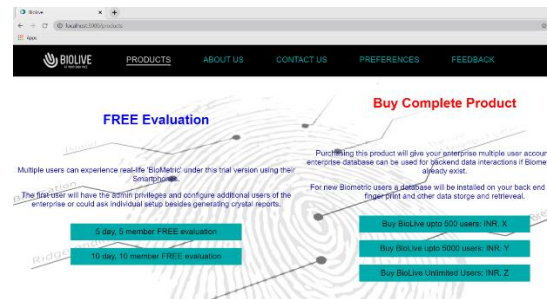 Biolive
localhost:3000/products
Apps
BIOLIVE
PRODUCTS
ABOUT US
CONTACT US
PREFERENCES
FEEDBACK
FREE Evaluation
Multiple users can experience real-life 'BioMetric' under this trial version using their
Smartphones.
The first user will have the admin privileges and configure additional users of the
enterprise or could ask individual setup besides generating crystal reports.
5 day, 5 member FREE evaluation
10 day, 10 member FREE evaluation
Buy Complete Product
Purchasing this product will give your enterprise multiple user accoun
enterprise database can be used for backend data interactions if Biome
already exist.
For new Biometric users a database will be installed on your back end
finger print and other data storge and retrieveal.
Buy BioLive upto 500 users: INR. X
Buy BioLive upto 5000 users: INR. Y
Buy BioLive Unlimited Users: INR. Z